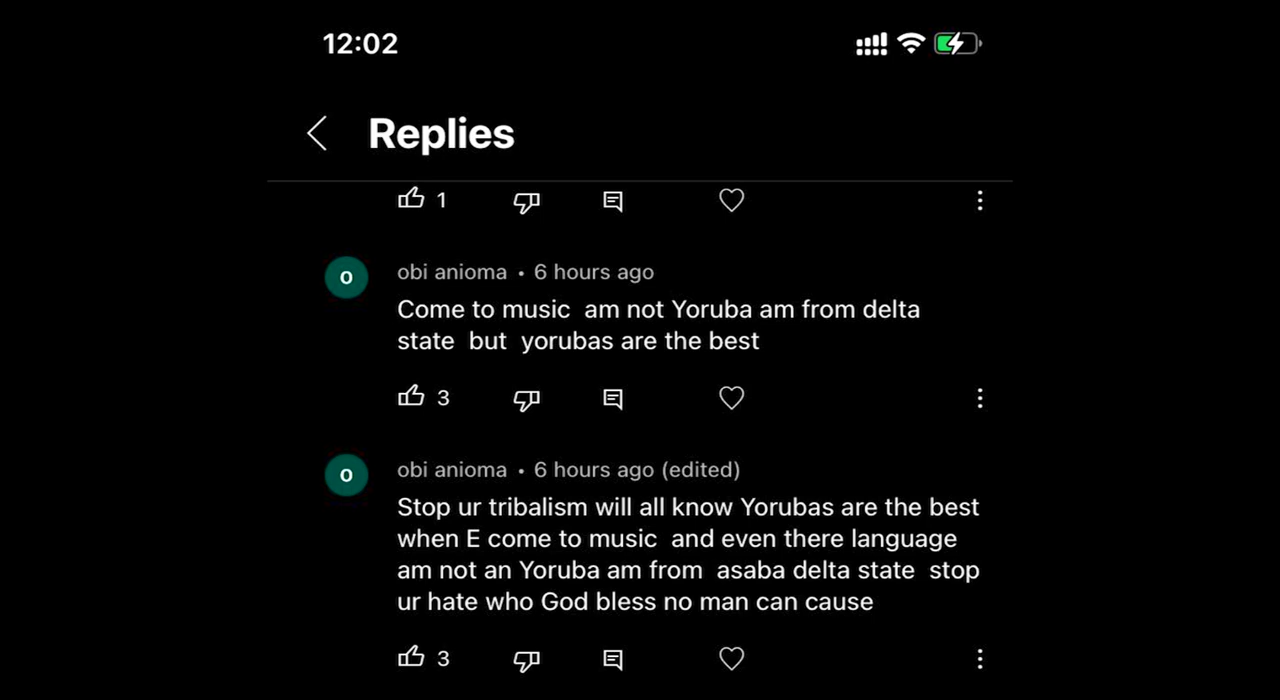 12:02
Replies
1
o
obi anioma • 6 hours ago
Come to music  am not Yoruba am from delta
state  but  yorubas are the best
3
o
obi anioma • 6 hours ago (edited)
Stop ur tribalism will all know Yorubas are the best
when E come to music  and even there language
am not an Yoruba am from  asaba delta state  stop
ur hate who God bless no man can cause
3